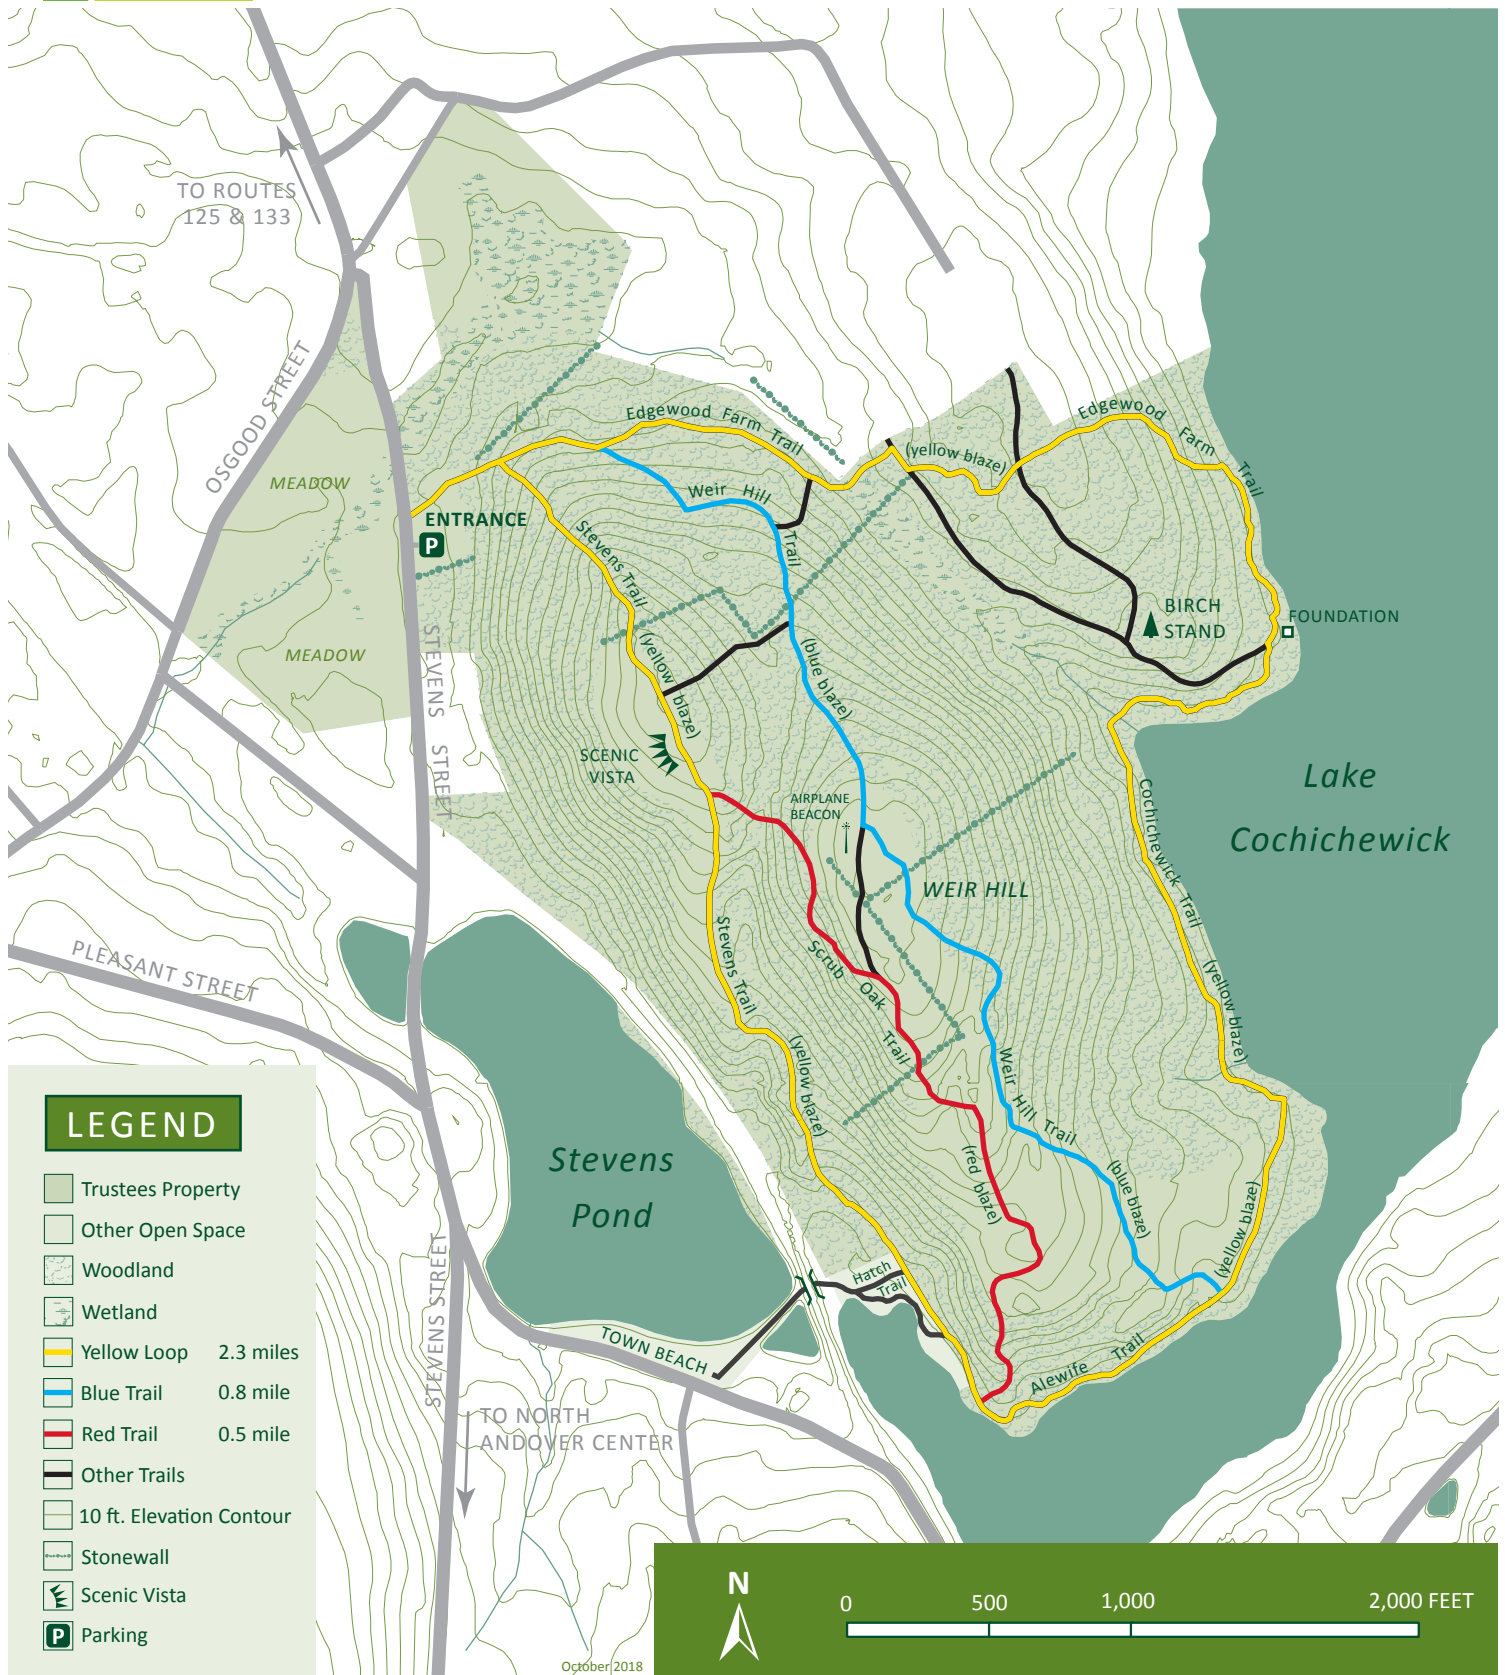 TO ROUTES
125 & 133
OSGOOD STREET
MEADOW
MEADOW
ENTRANCE
P
STEVENS STREET
Edgewood Farm Trail
(yellow blaze)
Edgewood Farm Trail
Weir Hill Trail
(blue blaze)
Stevens Trail
(yellow blaze)
BIRCH
STAND
FOUNDATION
SCENIC
VISTA
AIRPLANE
BEACON
WEIR HILL
Lake
Cochichewick
Cochichewick Trail
(yellow blaze)
Stevens Trail
(yellow blaze)
Scrub Oak Trail
(red blaze)
Weir Hill Trail
(blue blaze)
(yellow blaze)
Alewife Trail
Hatch
Trail
PLEASANT STREET
Stevens
Pond
TOWN BEACH
STEVENS STREET
TO NORTH
ANDOVER CENTER
LEGEND
Trustees Property
Other Open Space
Woodland
Wetland
Yellow Loop 2.3 miles
Blue Trail 0.8 mile
Red Trail 0.5 mile
Other Trails
10 ft. Elevation Contour
Stonewall
Scenic Vista
P Parking
October 2018
N
0 500 1,000 2,000 FEET